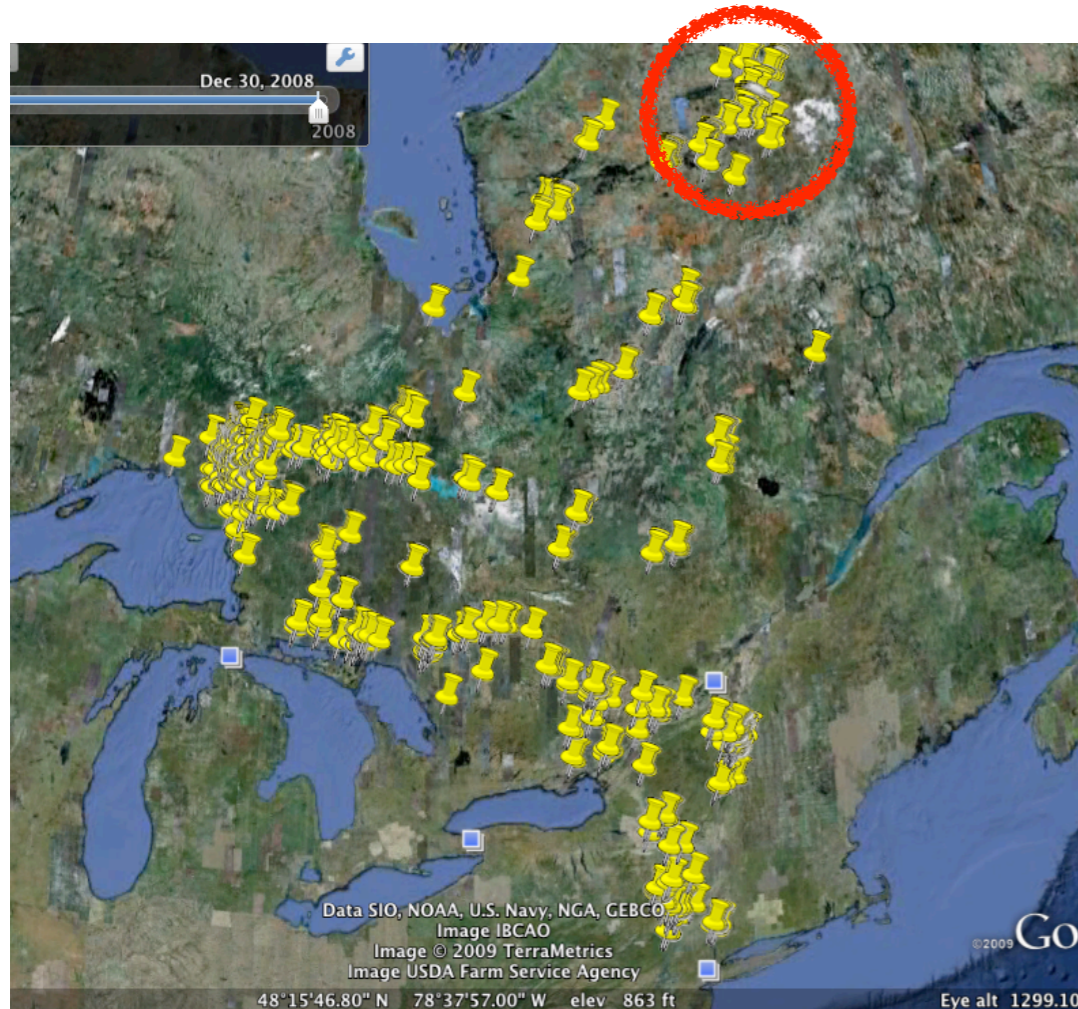 Dec 30, 2008
2008
Data SIO, NOAA, U.S. Navy, NGA, GEBCO
Image IBCAO
Image © 2009 TerraMetrics
Image USDA Farm Service Agency
©2009 Go
48°15'46.80" N 78°37'57.00" W elev 863 ft Eye alt 1299.10